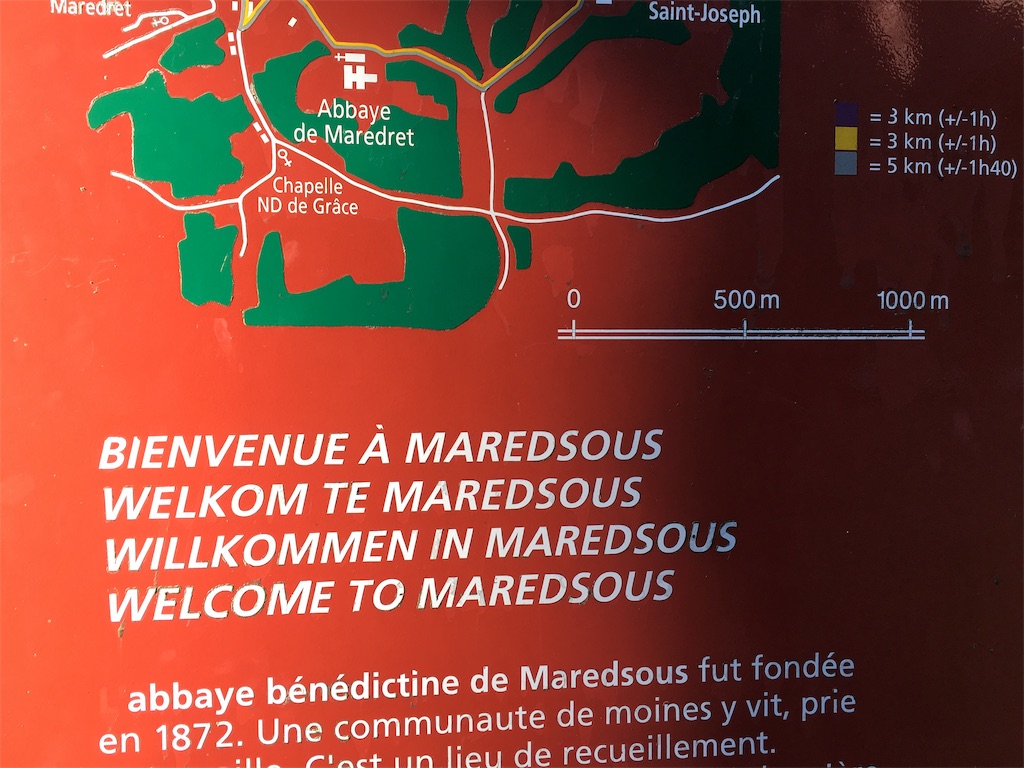 Maredret
Saint-Joseph
Abbaye
de Maredret
= 3 km (+/-1h)
= 3 km (+/-1h)
= 5 km (+/-1h40)
Chapelle
ND de Grâce
0 500 m 1000 m
BIENVENUE À MAREDSOUS
WELKOM TE MAREDSOUS
WILLKOMMEN IN MAREDSOUS
WELCOME TO MAREDSOUS
L'abbaye bénédictine de Maredsous fut fondée
en 1872. Une communaute de moines y vit, prie
C'est un lieu de recueillement.